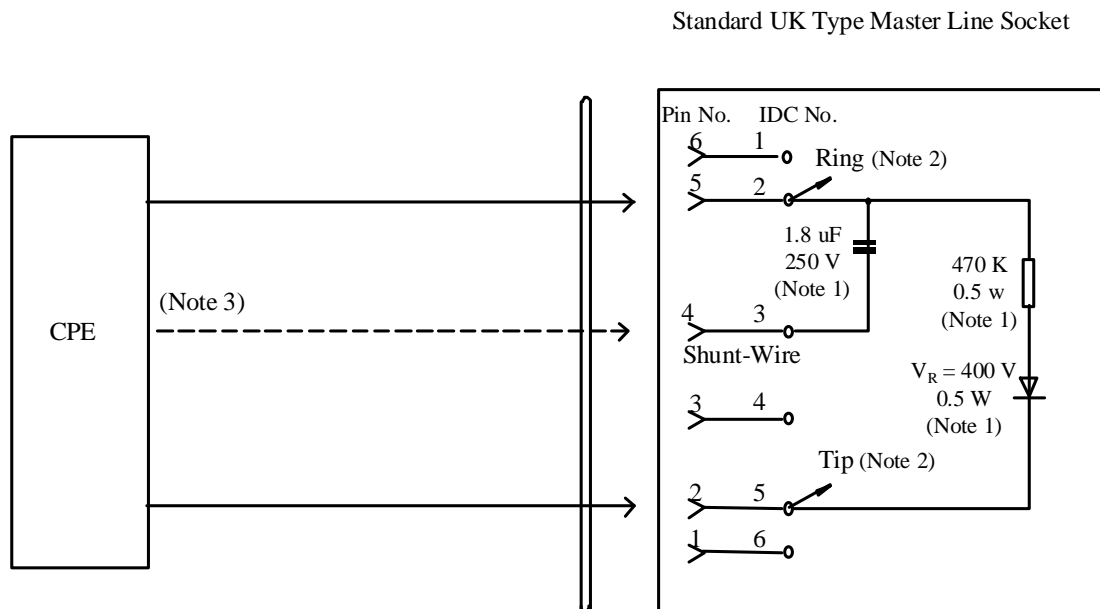 Standard UK Type Master Line Socket
Pin No. IDC No.
6 1
Ring (Note 2)
5 2
1.8 uF
250 V
(Note 1)
470 K
0.5 w
(Note 1)
(Note 3)
CPE
4 3
Shunt-Wire
VR = 400 V
0.5 W
(Note 1)
3 4
Tip (Note 2)
2 5
1 6